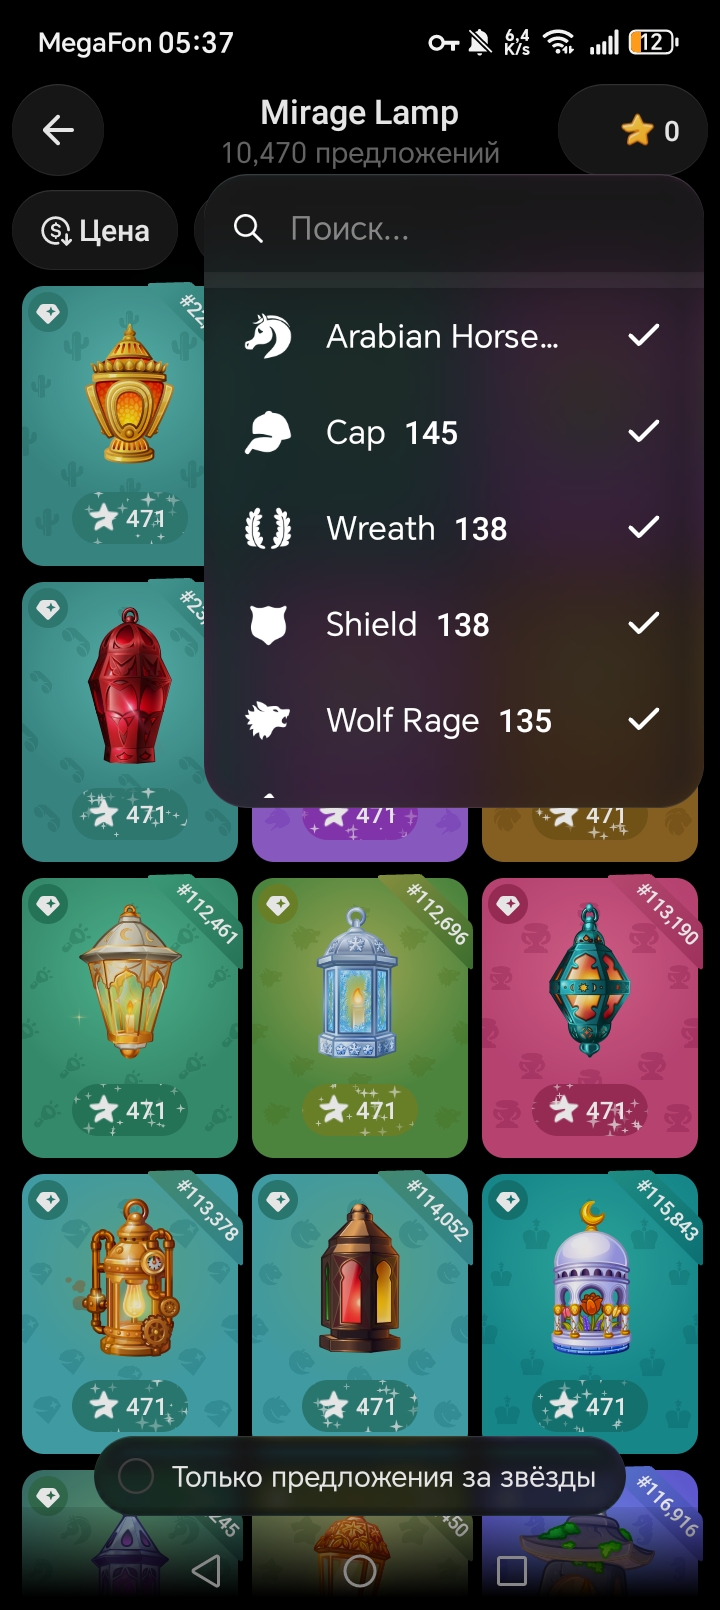 MegaFon 05:37
6,4 K/s
12
Mirage Lamp
10,470 предложений
0
Цена
Поиск...
Arabian Horse...
Cap 145
Wreath 138
Shield 138
Wolf Rage 135
471
471
471
471
#112,461
#112,696
#113,190
471
471
471
#113,378
#114,052
#115,843
471
471
471
Только предложения за звёзды
#116,916